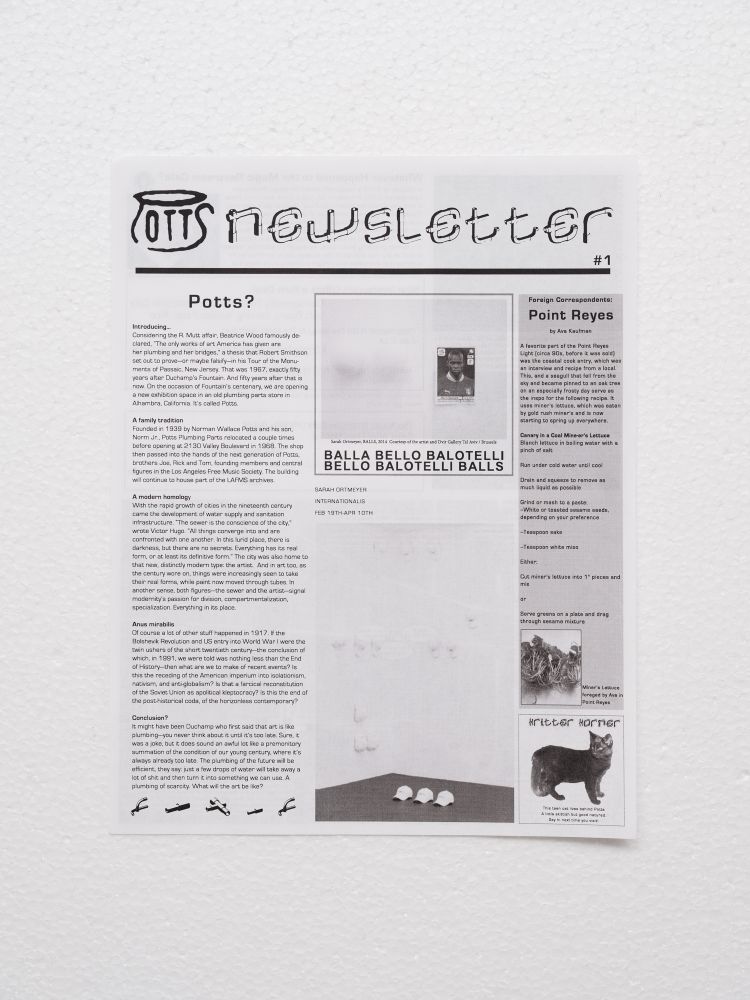 POTTS newsletter
#1
Potts?
Introducing...
Considering the R. Mutt affair, Beatrice Wood famously de-
clared, "The only works of art America has given are
her plumbing and her bridges," a thesis that Robert Smithson
set out to prove—or maybe falsify—in his Tour of the Monu-
ments of Passaic, New Jersey. That was 1967, exactly fifty
years after Duchamp's Fountain. And fifty years after that is
now. On the occasion of Fountain's centenary, we are opening
a new exhibition space in an old plumbing parts store in
Alhambra, California. It's called Potts.
A family tradition
Founded in 1939 by Norman Wallace Potts and his son,
Norm Jr., Potts Plumbing Parts relocated a couple times
before opening at 2130 Valley Boulevard in 1968. The shop
then passed into the hands of the next generation of Potts,
brothers Joe, Rick and Tom, founding members and central
figures in the Los Angeles Free Music Society. The building
will continue to house part of the LAFMS archives.
A modern homology
With the rapid growth of cities in the nineteenth century
came the development of water supply and sanitation
infrastructure. "The sewer is the conscience of the city,"
wrote Victor Hugo. "All things converge into and are
confronted with one another. In this lurid place, there is
darkness, but there are no secrets. Everything has its real
form, or at least its definitive form." The city was also home to
that new, distinctly modern type: the artist. And in art too, as
the century wore on, things were increasingly seen to take
their real forms, while paint now moved through tubes. In
another sense, both figures—the sewer and the artist—signal
modernity's passion for division, compartmentalization,
specialization. Everything in its place.
Anus mirabilis
Of course a lot of other stuff happened in 1917. If the
Bolshevik Revolution and US entry into World War I were the
twin ushers of the short twentieth century—the conclusion of
which, in 1991, we were told was nothing less than the End
of History—then what are we to make of recent events? Is
this the receding of the American imperium into isolationism,
nativism, and anti-globalism? Is that a farcical reconstitution
of the Soviet Union as apolitical kleptocracy? Is this the end of
the post-historical coda, of the horizonless contemporary?
Conclusion?
It might have been Duchamp who first said that art is like
plumbing—you never think about it until it's too late. Sure, it
was a joke, but it does sound an awful lot like a premonitory
summation of the condition of our young century, where it's
always already too late. The plumbing of the future will be
efficient, they say: just a few drops of water will take away a
lot of shit and then turn it into something we can use. A
plumbing of scarcity. What will the art be like?
Sarah Ortmeyer, BALLS, 2014 Courtesy of the artist and Dvir Gallery Tel Aviv / Brussels
BALLA BELLO BALOTELLI
BELLO BALOTELLI BALLS
SARAH ORTMEYER
INTERNATIONALIS
FEB 19TH-APR 10TH
Foreign Correspondents:
Point Reyes
by Ava Kaufman
A favorite part of the Point Reyes
Light (circa 90s, before it was sold)
was the coastal cook entry, which was
an interview and recipe from a local.
This, and a seagull that fell from the
sky and became pinned to an oak tree
on an especially frosty day serve as
the inspo for the following recipe. It
uses miner's lettuce, which was eaten
by gold rush miners and is now
starting to spring up everywhere.
Canary in a Coal Mine-er's Lettuce
Blanch lettuce in boiling water with a
pinch of salt
Run under cold water until cool
Drain and squeeze to remove as
much liquid as possible
Grind or mash to a paste:
-White or toasted sesame seeds,
depending on your preference
-Teaspoon sake
-Teaspoon white miso
Either:
Cut miner's lettuce into 1" pieces and
mix
or
Serve greens on a plate and drag
through sesame mixture
Miner's Lettuce
foraged by Ava in
Point Reyes
Kritter Korner
This teen cat lives behind Potts
A little skittish but good natured
Say hi next time you visit!